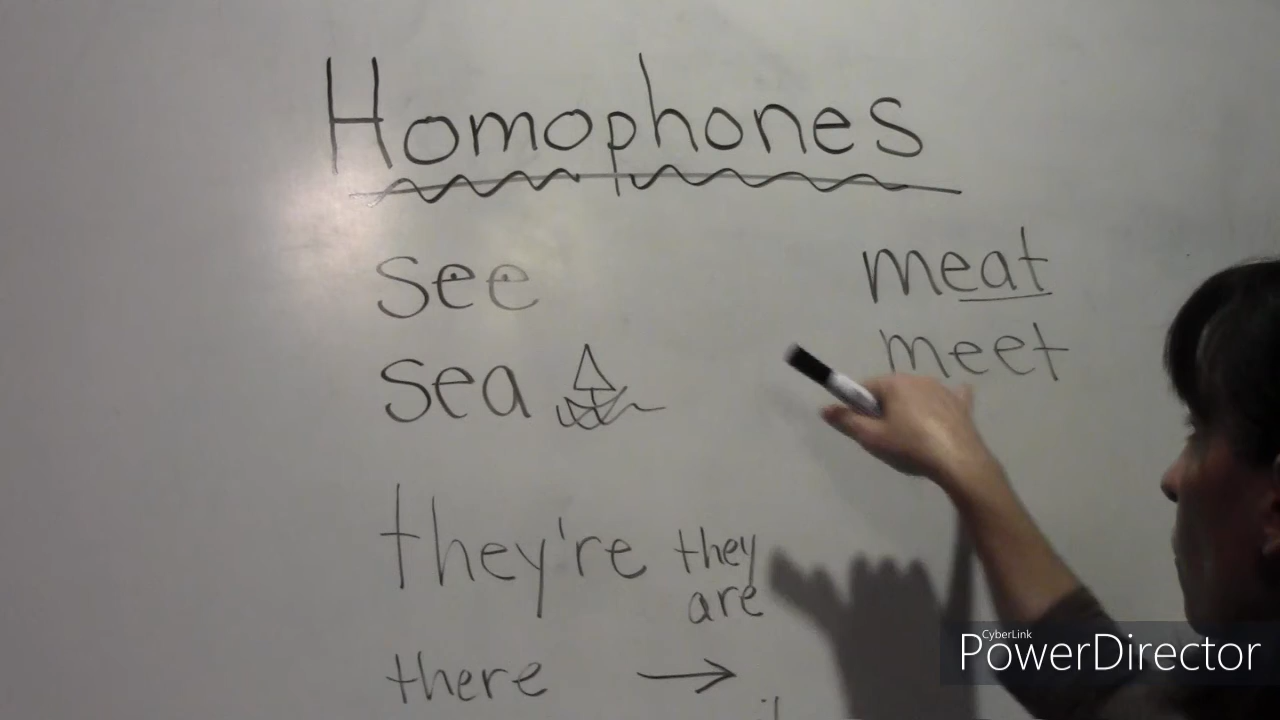 Homophones
see
sea
they're they
are
there →
meat
meet
CyberLink
PowerDirector